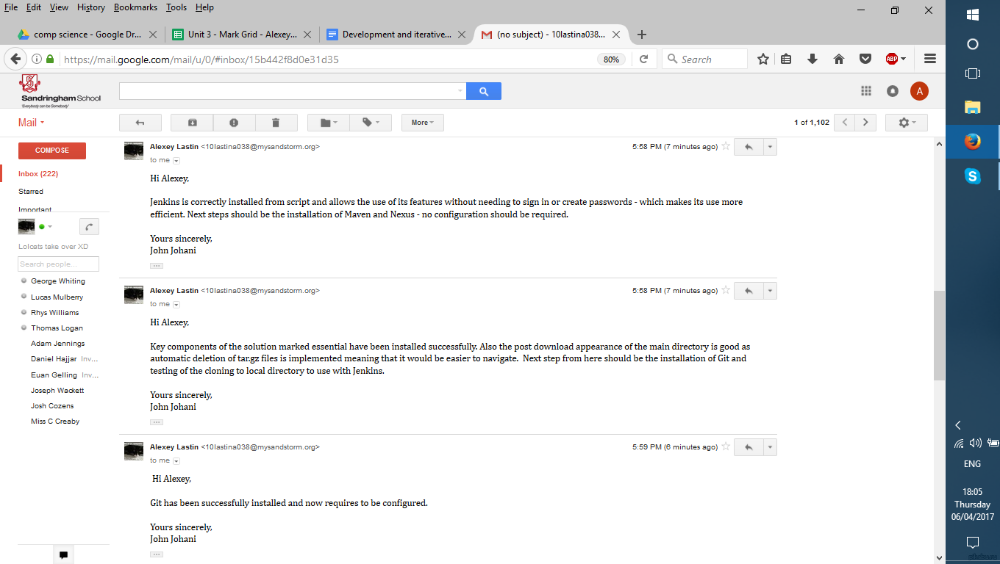 File Edit View History Bookmarks Tools Help
comp science - Google Dr...
Unit 3 - Mark Grid - Alexey...
Development and iterative...
(no subject) - 10lastina038...
https://mail.google.com/mail/u/0/#inbox/15b442f8d0e31d35
80%
Search
ABP
Sandringham School
'Everybody can be Somebody'
A
Mail
More
1 of 1,102
COMPOSE
Inbox (222)
Starred
Important
Lolcats take over XD
Search people...
George Whiting
Lucas Mulberry
Rhys Williams
Thomas Logan
Adam Jennings
Daniel Hajjar Inv...
Euan Gelling Inv...
Joseph Wackett
Josh Cozens
Miss C Creaby
Alexey Lastin <10lastina038@mysandstorm.org>
5:58 PM (7 minutes ago)
to me
Hi Alexey,
Jenkins is correctly installed from script and allows the use of its features without needing to sign in or create passwords - which makes its use more
efficient. Next steps should be the installation of Maven and Nexus - no configuration should be required.
Yours sincerely,
John Johani
Alexey Lastin <10lastina038@mysandstorm.org>
5:58 PM (7 minutes ago)
to me
Hi Alexey,
Key components of the solution marked essential have been installed successfully. Also the post download appearance of the main directory is good as
automatic deletion of tar.gz files is implemented meaning that it would be easier to navigate. Next step from here should be the installation of Git and
testing of the cloning to local directory to use with Jenkins.
Yours sincerely,
John Johani
Alexey Lastin <10lastina038@mysandstorm.org>
5:59 PM (6 minutes ago)
to me
Hi Alexey,
Git has been successfully installed and now requires to be configured.
Yours sincerely,
John Johani
ENG
18:05
Thursday
06/04/2017